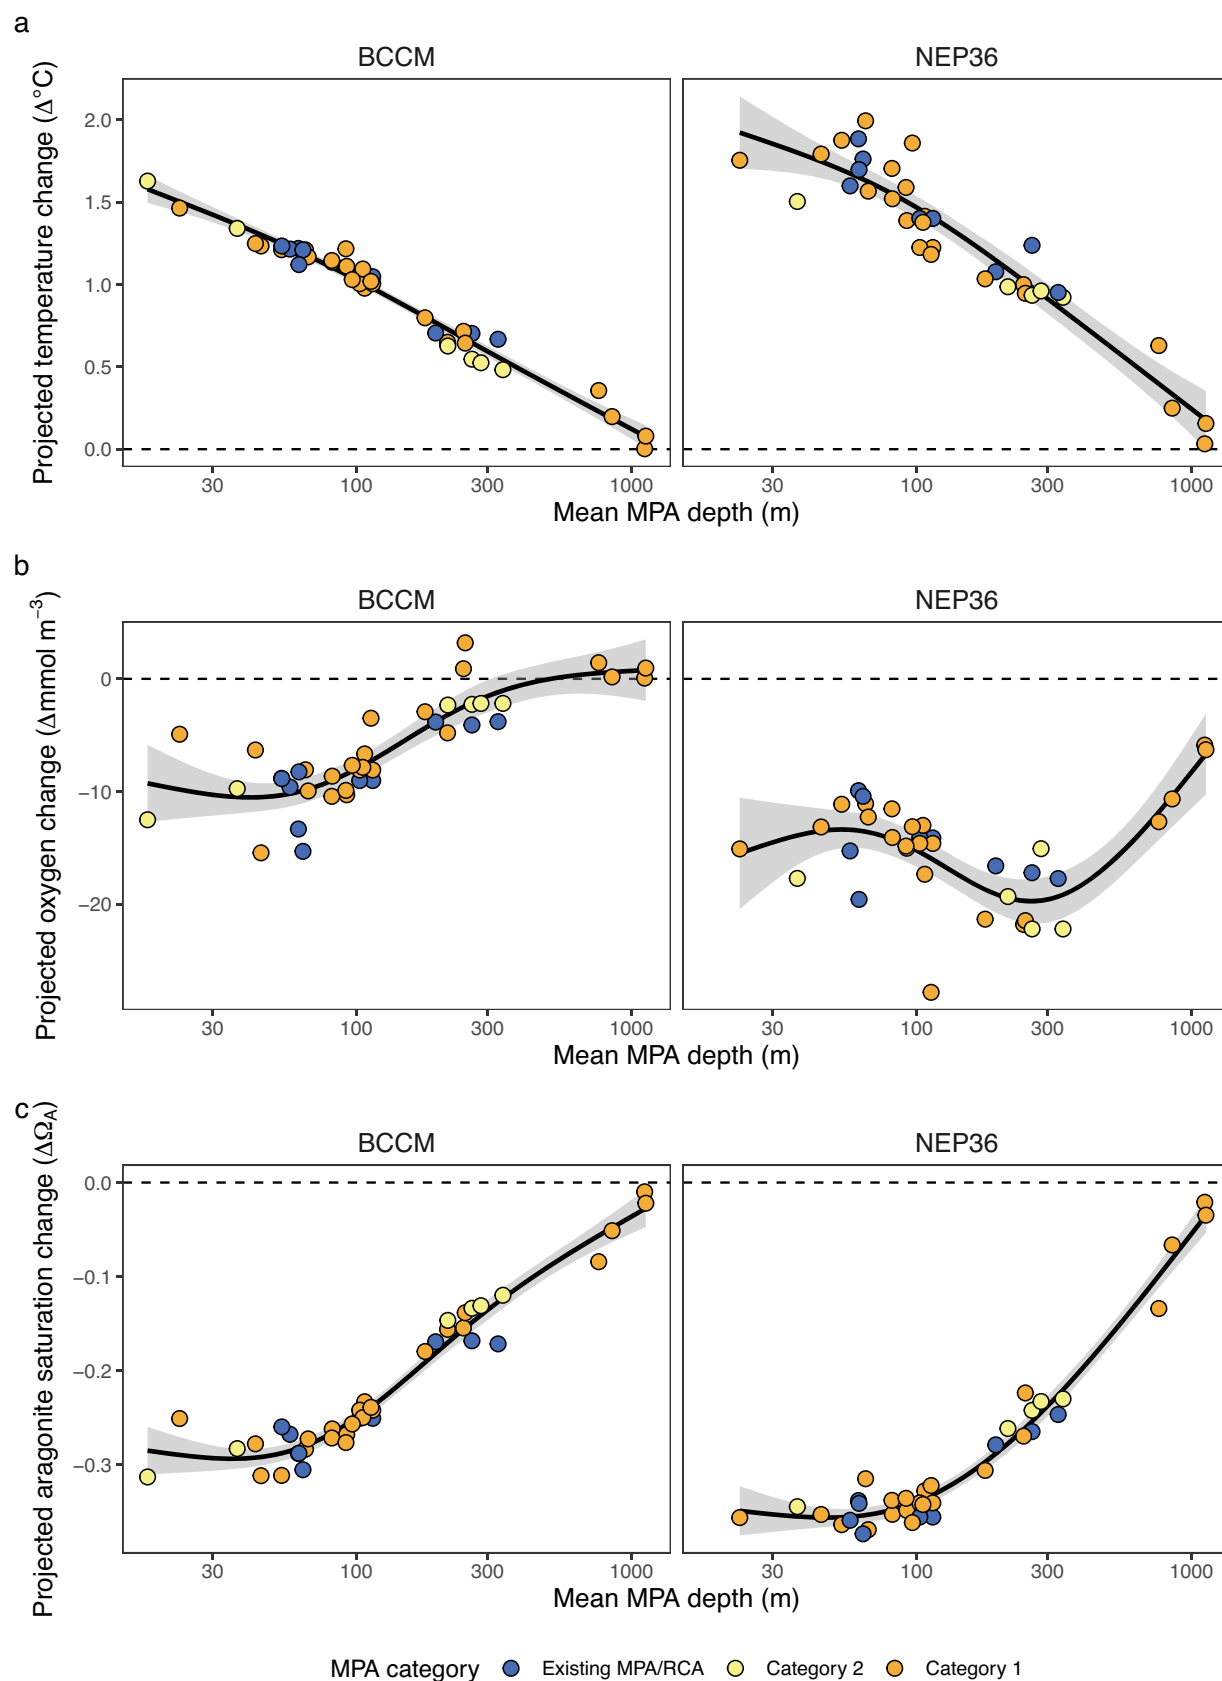 a
BCCM
NEP36
Projected temperature change (Δ°C)
2.0
1.5
1.0
0.5
0.0
30 100 300 1000
30 100 300 1000
Mean MPA depth (m)
b
BCCM
NEP36
Projected oxygen change (Δmmol m⁻³)
0
−10
−20
30 100 300 1000
30 100 300 1000
Mean MPA depth (m)
c
BCCM
NEP36
Projected aragonite saturation change (ΔΩ_A)
0.0
−0.1
−0.2
−0.3
30 100 300 1000
30 100 300 1000
Mean MPA depth (m)
MPA category Existing MPA/RCA Category 2 Category 1